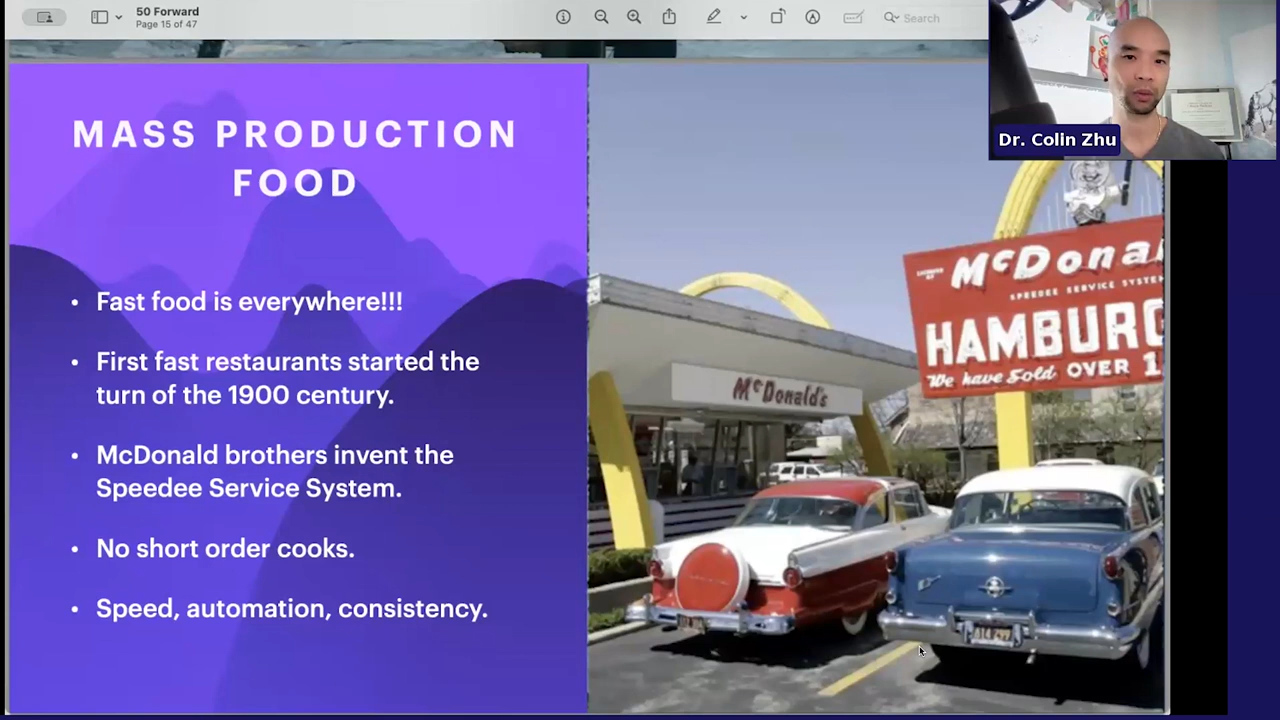 50 Forward
Page 15 of 47
Search
Dr. Colin Zhu
MASS PRODUCTION
FOOD
• Fast food is everywhere!!!
• First fast restaurants started the
turn of the 1900 century.
• McDonald brothers invent the
Speedee Service System.
• No short order cooks.
• Speed, automation, consistency.
McDona
SPEEDEE SERVICE SYSTEM
HAMBURG
We have Sold OVER 1
McDonald's